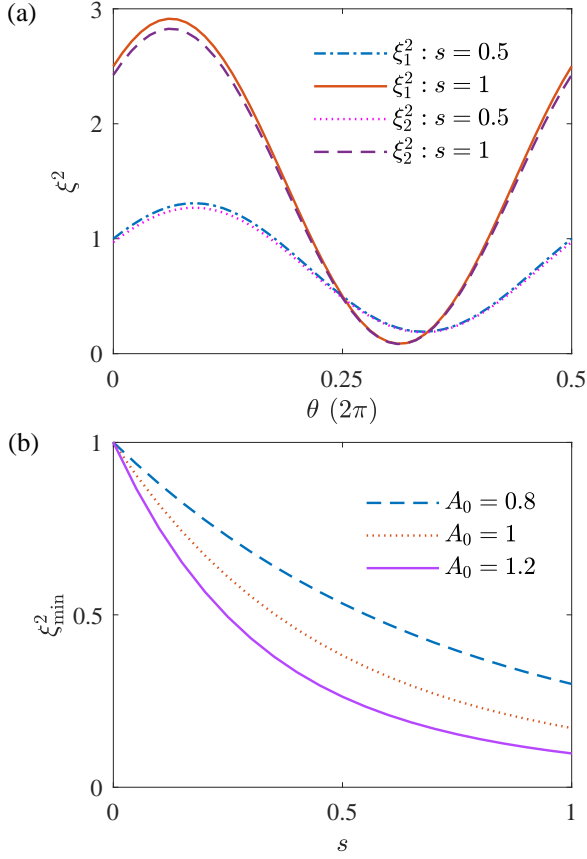 (a)
3
2
1
0
ξ²
ξ₁² : s = 0.5
ξ₁² : s = 1
ξ₂² : s = 0.5
ξ₂² : s = 1
0
0.25
0.5
θ (2π)
(b)
1
0.5
0
ξ²min
A₀ = 0.8
A₀ = 1
A₀ = 1.2
0
0.5
1
s